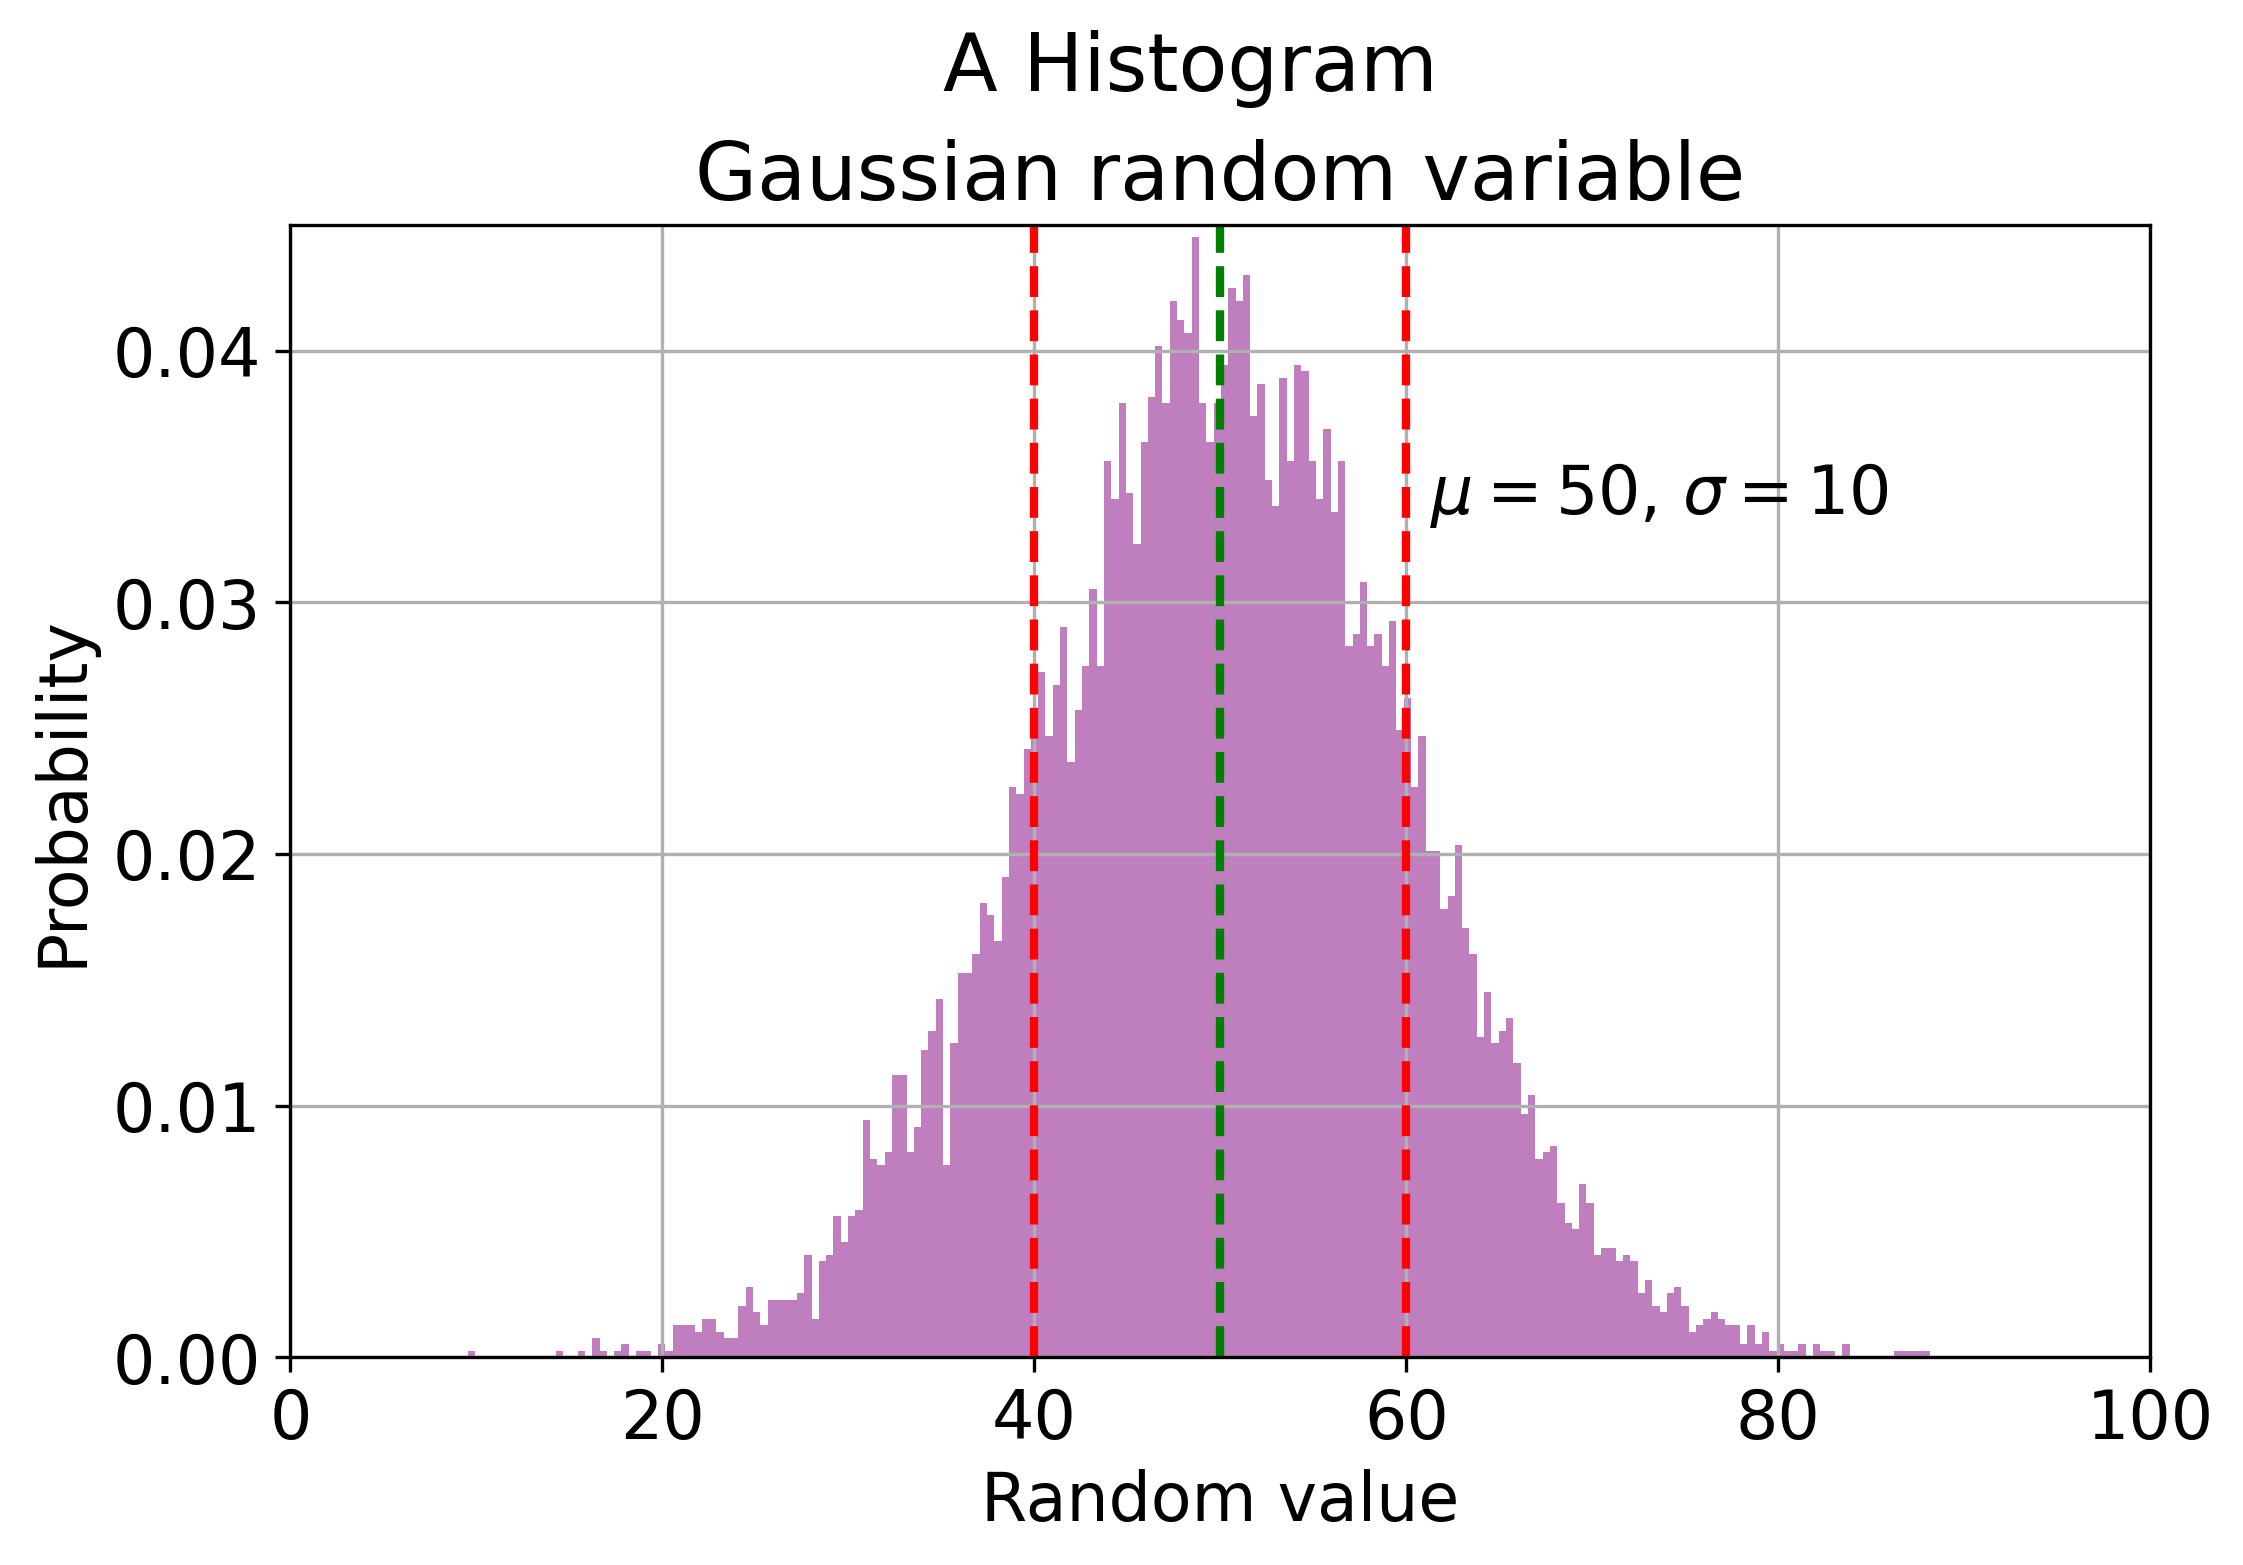 A Histogram
Gaussian random variable
0.04
0.03
0.02
0.01
0.00
Probability
μ = 50, σ = 10
0 20 40 60 80 100
Random value